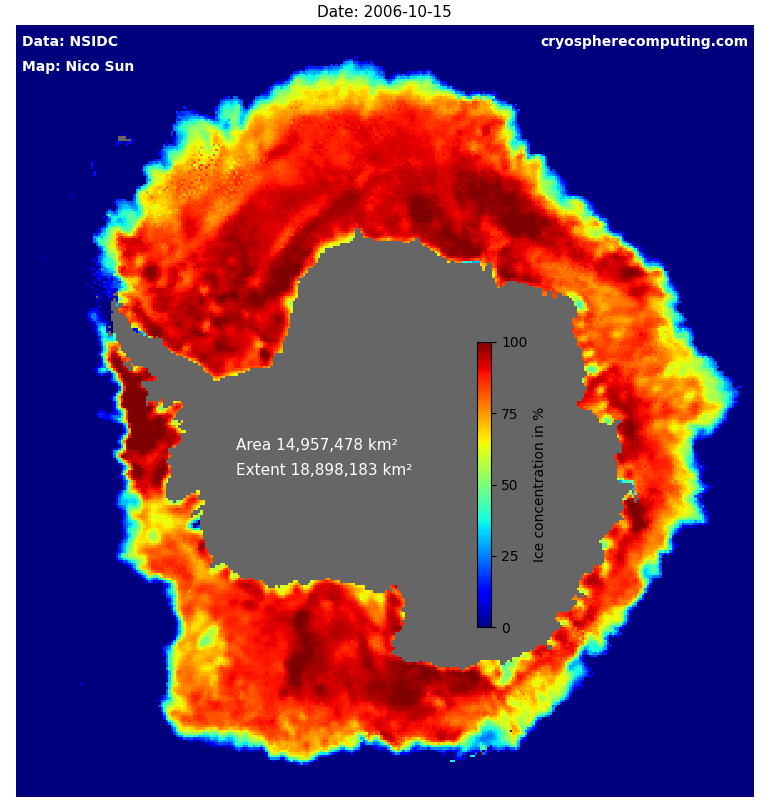 Date: 2006-10-15
Data: NSIDC
cryospherecomputing.com
Map: Nico Sun
100
75
50
25
0
Ice concentration in %
Area 14,957,478 km²
Extent 18,898,183 km²